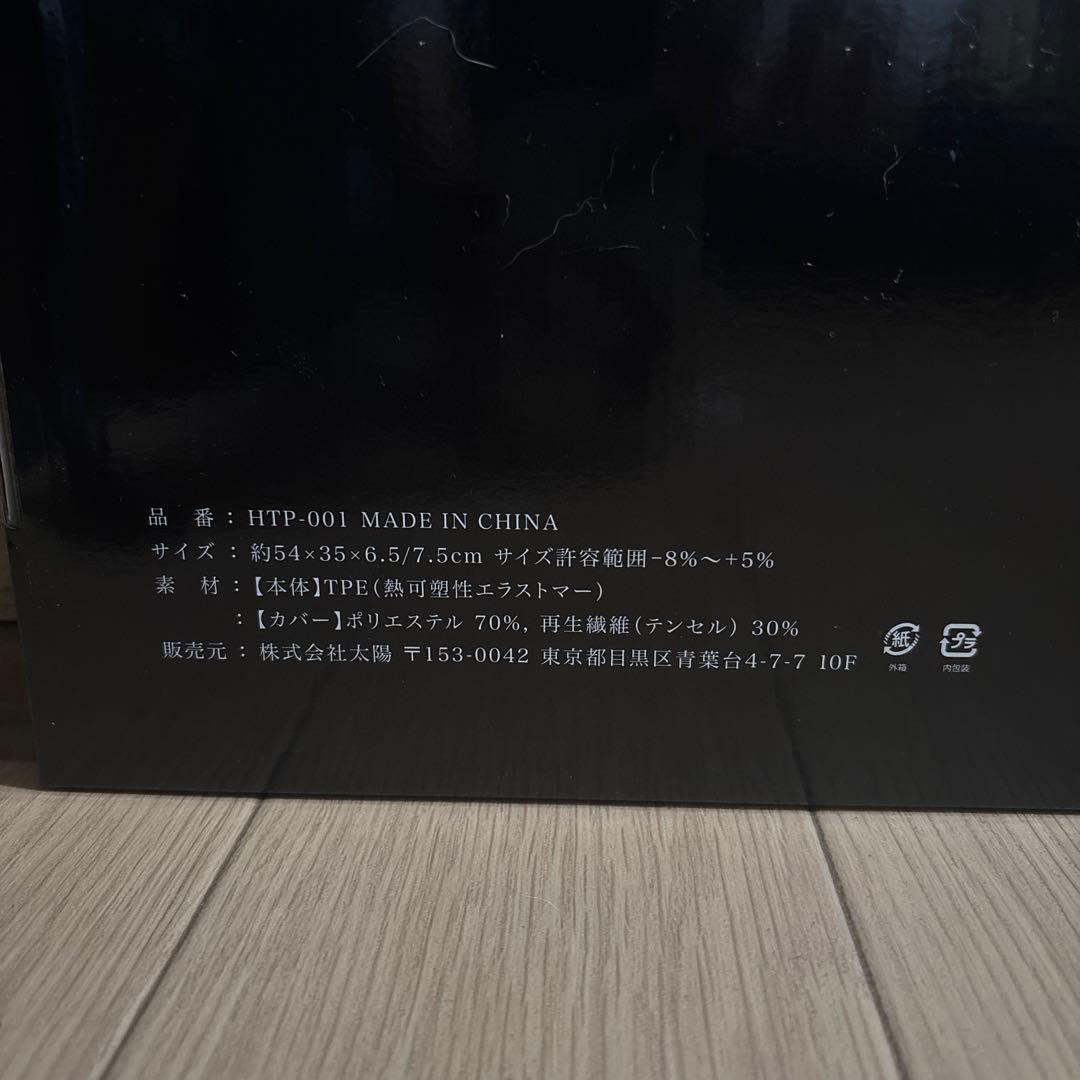 品　番 : HTP-001 MADE IN CHINA
サイズ : 約54×35×6.5/7.5cm サイズ許容範囲-8%～+5%
素　材 :【本体】TPE(熱可塑性エラストマー)
:【カバー】ポリエステル 70%, 再生繊維(テンセル) 30%
販売元 : 株式会社太陽 〒153-0042 東京都目黒区青葉台4-7-7 10F
紙 プラ
外箱 内包装